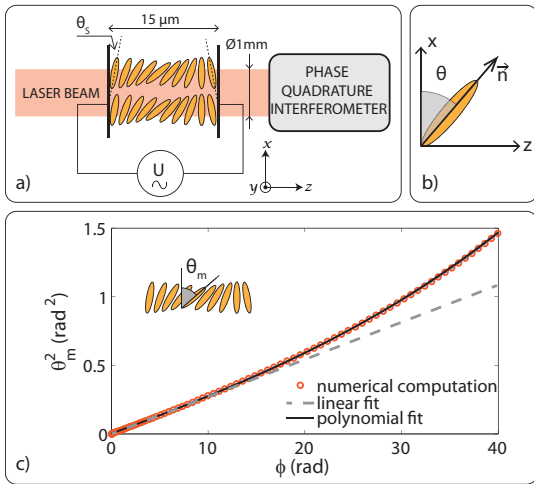 15 µm
θs
Ø1mm
LASER BEAM
PHASE
QUADRATURE
INTERFEROMETER
U
x
y
z
a)
x
θ
n
z
b)
1.5
1
0.5
0
θm² (rad ²)
θm
numerical computation
linear fit
polynomial fit
0
10
20
30
40
ϕ (rad)
c)